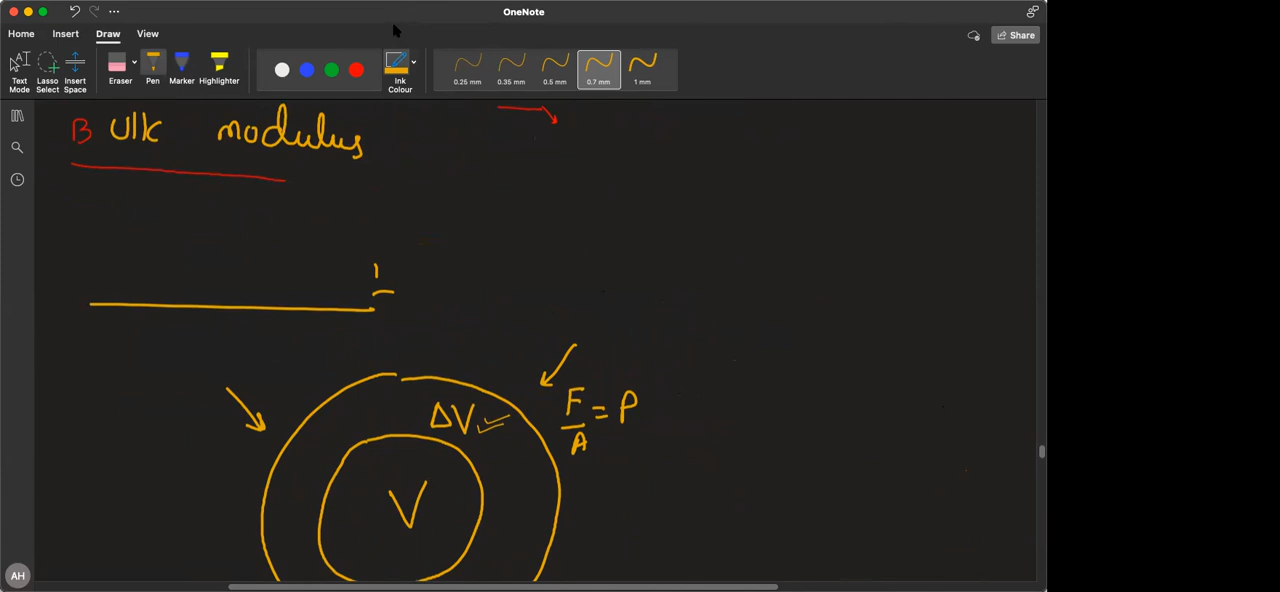 OneNote
Home Insert Draw View
Share
Text Mode Lasso Select Insert Space Eraser Pen Marker Highlighter Ink Colour 0.25 mm 0.35 mm 0.5 mm 0.7 mm 1 mm
Bulk modulus
ΔV
F/A = P
V
AH